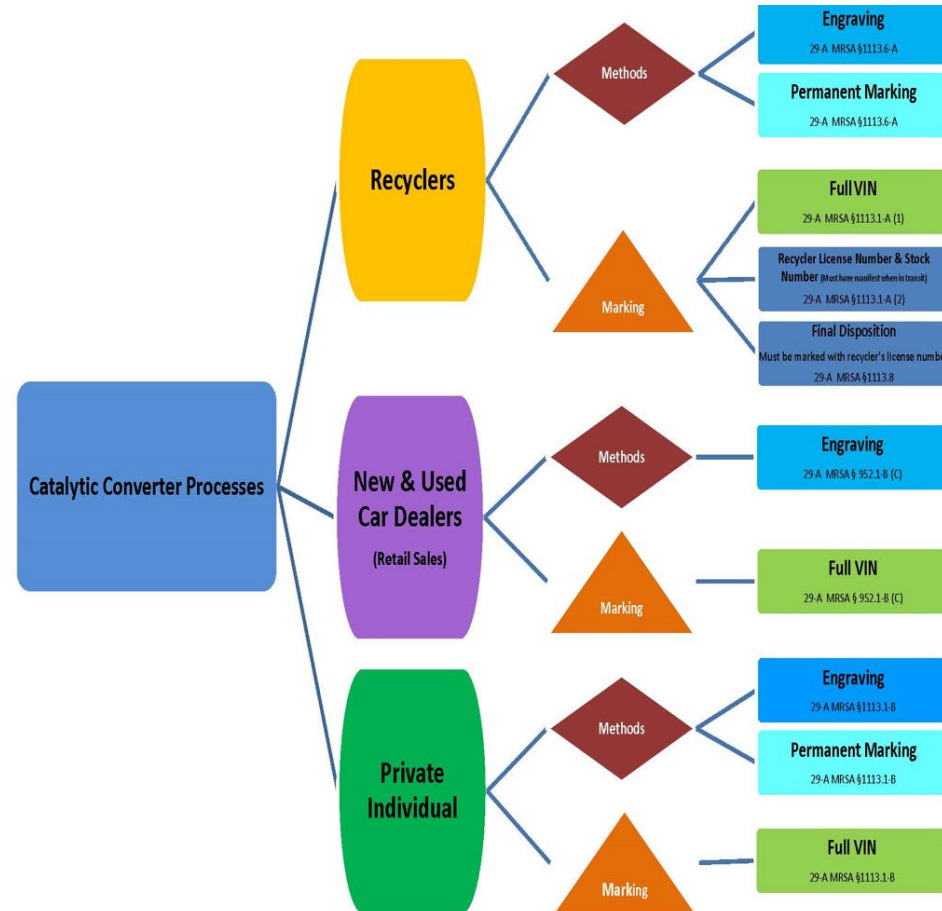 Engraving
29-A MRSA §1113.6-A
Methods
Permanent Marking
29-A MRSA §1113.6-A
Recyclers
Full VIN
29-A MRSA §1113.1-A (1)
Recycler License Number & Stock
Number (Must have manifest when in transit)
29-A MRSA §1113.1-A (2)
Marking
Final Disposition
Must be marked with recycler's license numbe
29-A MRSA §1113.8
Catalytic Converter Processes
New & Used
Car Dealers
(Retail Sales)
Methods
Engraving
29-A MRSA § 952.1-B (C)
Marking
Full VIN
29-A MRSA § 952.1-B (C)
Private
Individual
Methods
Engraving
29-A MRSA §1113.1-B
Permanent Marking
29-A MRSA §1113.1-B
Marking
Full VIN
29-A MRSA §1113.1-B